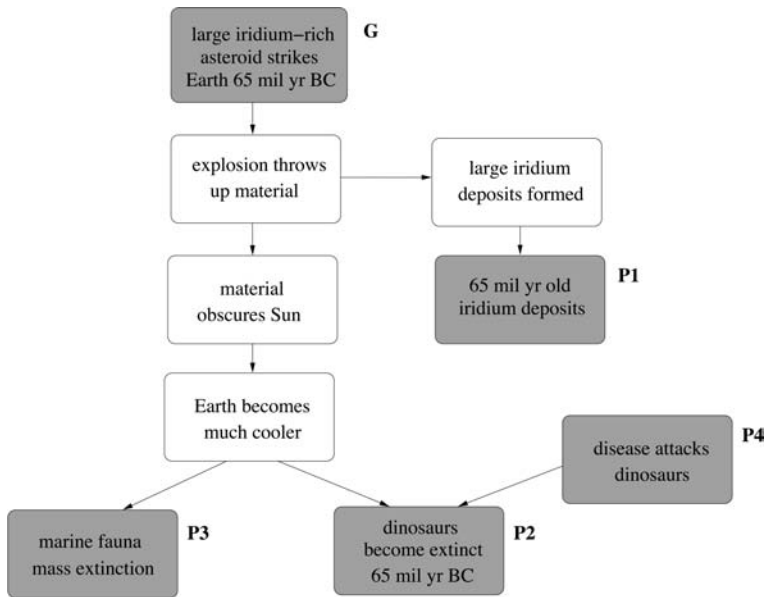 large iridium−rich
asteroid strikes
Earth 65 mil yr BC
G
explosion throws
up material
large iridium
deposits formed
material
obscures Sun
65 mil yr old
iridium deposits
P1
Earth becomes
much cooler
disease attacks
dinosaurs
P4
marine fauna
mass extinction
P3
dinosaurs
become extinct
65 mil yr BC
P2